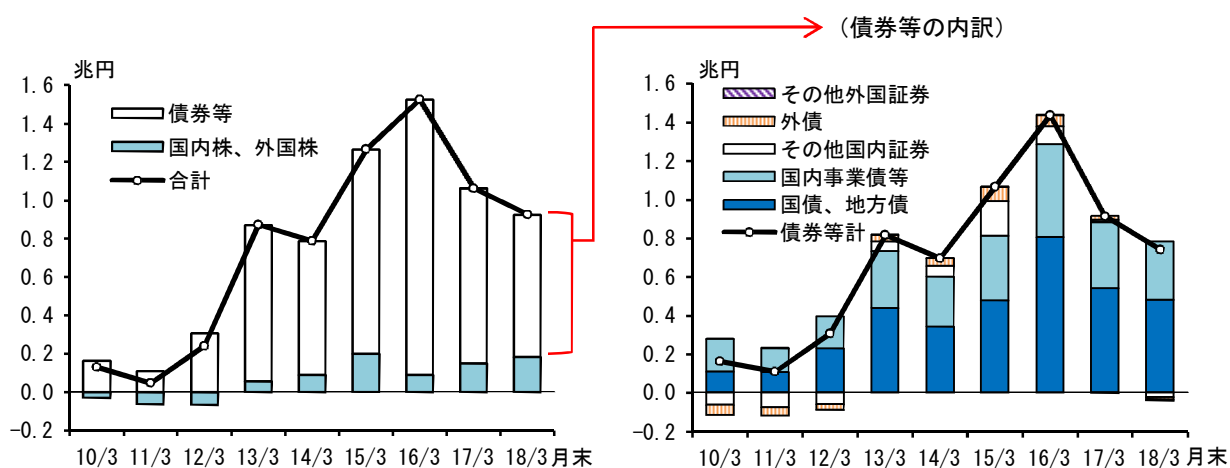 (債券等の内訳)
兆円
1.6
1.4
1.2
1.0
0.8
0.6
0.4
0.2
0.0
-0.2
債券等
国内株、外国株
合計
10/3 11/3 12/3 13/3 14/3 15/3 16/3 17/3 18/3 月末
兆円
1.6
1.4
1.2
1.0
0.8
0.6
0.4
0.2
0.0
-0.2
その他外国証券
外債
その他国内証券
国内事業債等
国債、地方債
債券等計
10/3 11/3 12/3 13/3 14/3 15/3 16/3 17/3 18/3 月末